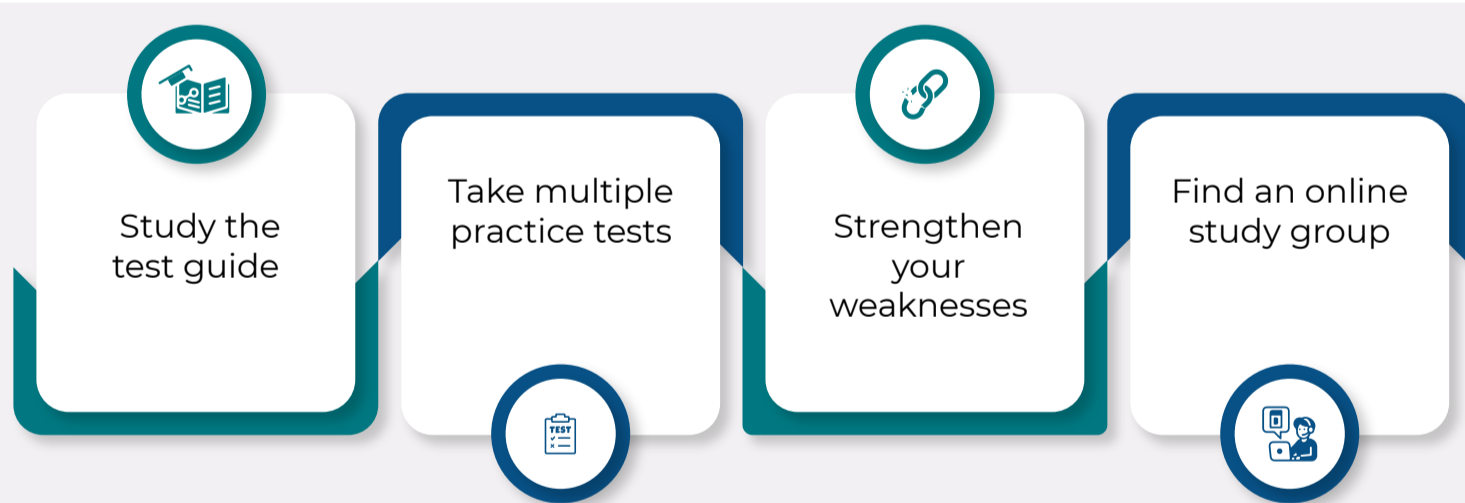 Study the
test guide
Take multiple
practice tests
TEST
Strengthen
your
weaknesses
Find an online
study group